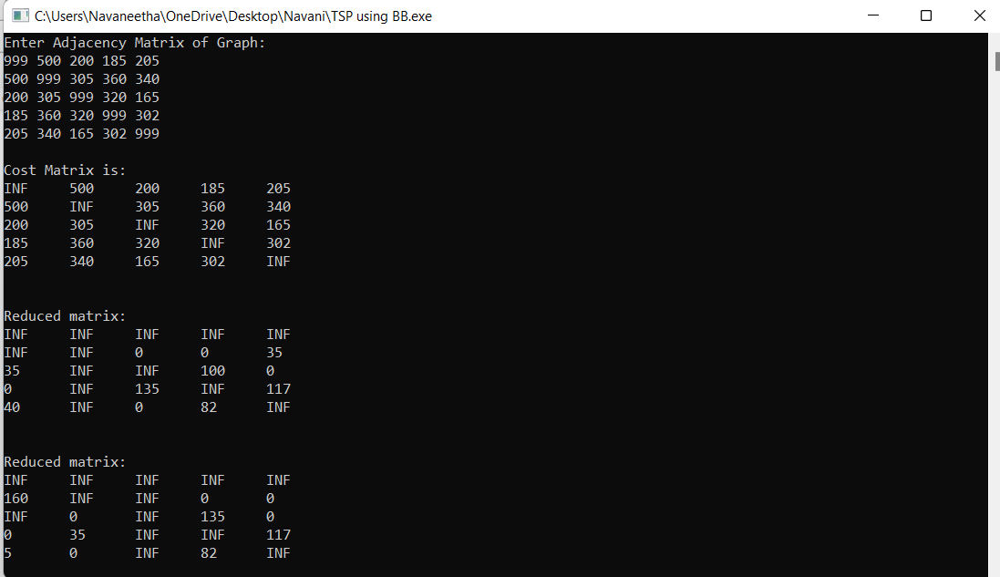 C:\Users\Navaneetha\OneDrive\Desktop\Navani\TSP using BB.exe
Enter Adjacency Matrix of Graph:
999 500 200 185 205
500 999 305 360 340
200 305 999 320 165
185 360 320 999 302
205 340 165 302 999
Cost Matrix is:
INF 500 200 185 205
500 INF 305 360 340
200 305 INF 320 165
185 360 320 INF 302
205 340 165 302 INF
Reduced matrix:
INF INF INF INF INF
INF INF 0 0 35
35 INF INF 100 0
0 INF 135 INF 117
40 INF 0 82 INF
Reduced matrix:
INF INF INF INF INF
160 INF INF 0 0
INF 0 INF 135 0
0 35 INF INF 117
5 0 INF 82 INF